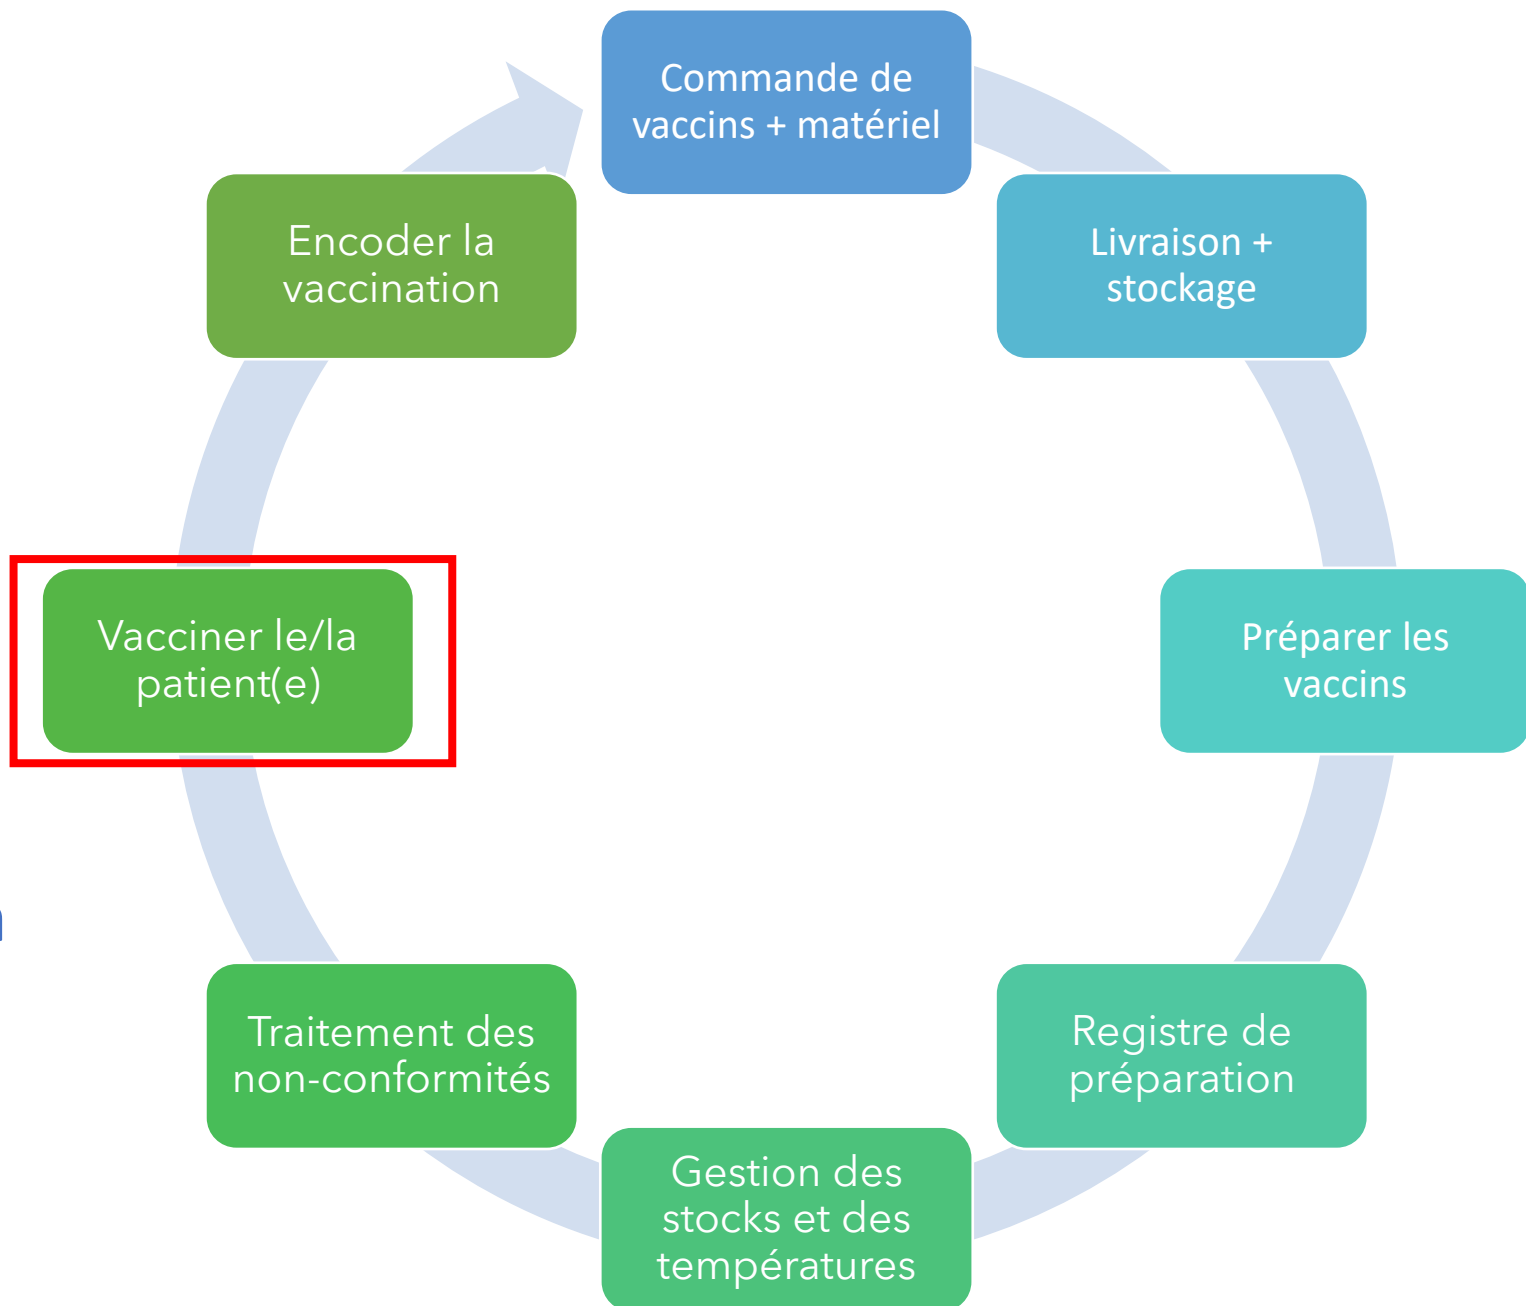 Commande de
vaccins + matériel
Livraison +
stockage
Préparer les
vaccins
Registre de
préparation
Gestion des
stocks et des
températures
Traitement des
non-conformités
Vacciner le/la
patient(e)
Encoder la
vaccination